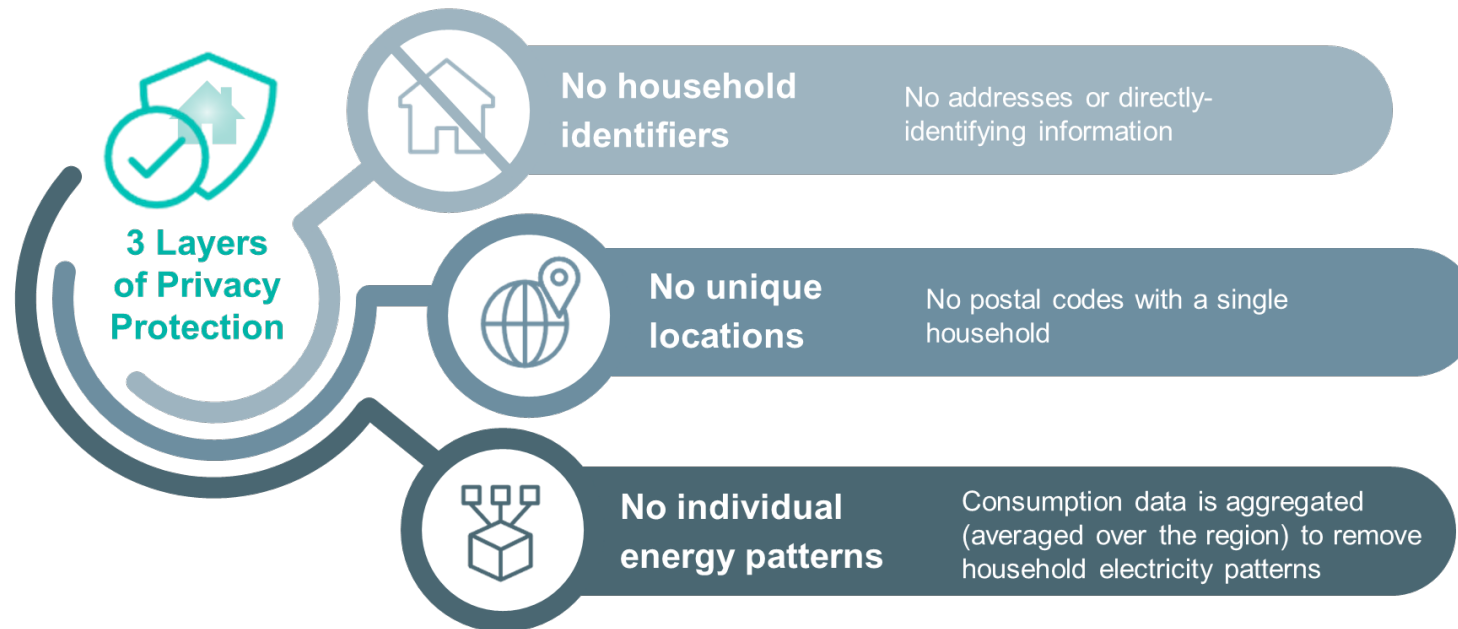 3 Layers
of Privacy
Protection
No household
identifiers
No addresses or directly-
identifying information
No unique
locations
No postal codes with a single
household
No individual
energy patterns
Consumption data is aggregated
(averaged over the region) to remove
household electricity patterns